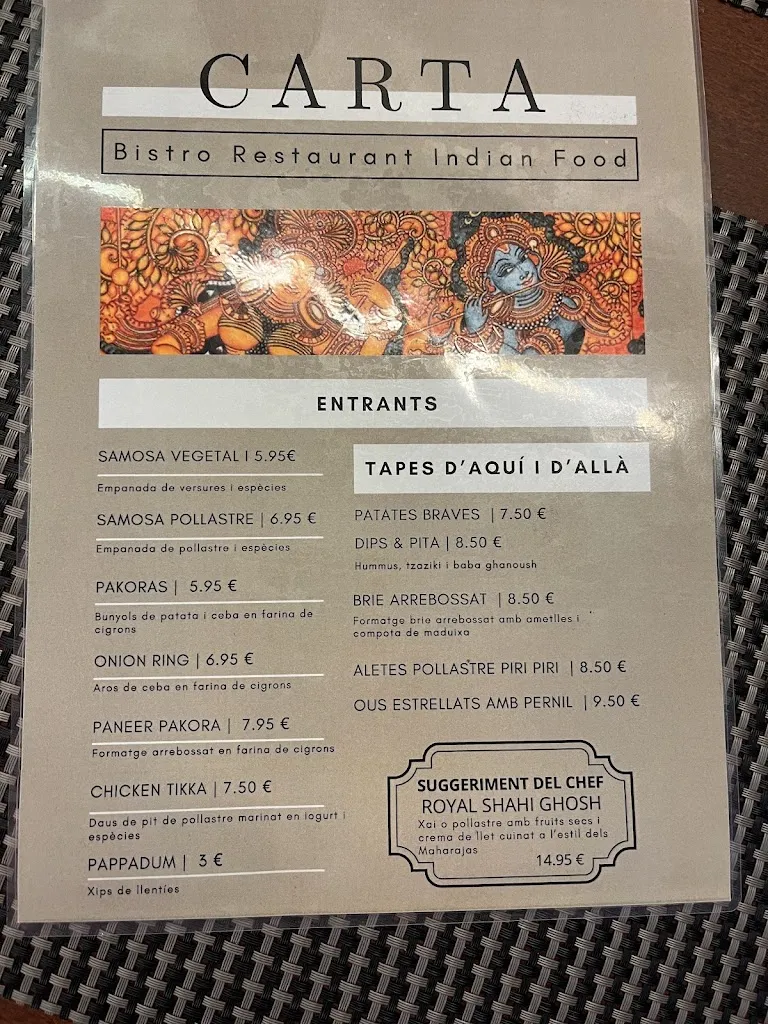 CARTA
Bistro Restaurant Indian Food
ENTRANTS
SAMOSA VEGETAL I 5.95€
Empanada de versures i espècies
SAMOSA POLLASTRE | 6.95 €
Empanada de pollastre i espècies
PAKORAS | 5.95 €
Bunyols de patata i ceba en farina de
cigrons
ONION RING | 6.95 €
Aros de ceba en farina de cigrons
PANEER PAKORA | 7.95 €
Formatge arrebossat en farina de cigrons
CHICKEN TIKKA | 7.50 €
Daus de pit de pollastre marinat en iogurt i
espècies
PAPPADUM | 3 €
Xips de llentíes
TAPES D'AQUÍ I D'ALLÀ
PATATES BRAVES | 7.50 €
DIPS & PITA | 8.50 €
Hummus, tzaziki i baba ghanoush
BRIE ARREBOSSAT | 8.50 €
Formatge brie arrebossat amb ametlles i
compota de maduixa
ALETES POLLASTRE PIRI PIRI | 8.50 €
OUS ESTRELLATS AMB PERNIL | 9.50 €
SUGGERIMENT DEL CHEF
ROYAL SHAHI GHOSH
Xai o pollastre amb fruits secs i
crema de llet cuinat a l'estil dels
Maharajas
14.95 €